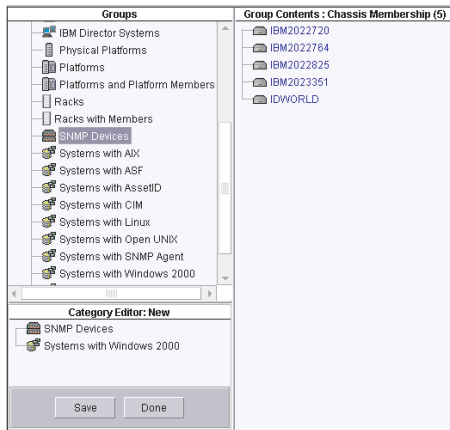 Groups
IBM Director Systems
Physical Platforms
Platforms
Platforms and Platform Members
Racks
Racks with Members
SNMP Devices
Systems with AIX
Systems with ASF
Systems with AssetID
Systems with CIM
Systems with Linux
Systems with Open UNIX
Systems with SNMP Agent
Systems with Windows 2000
Category Editor: New
SNMP Devices
Systems with Windows 2000
Save
Done
Group Contents : Chassis Membership (5)
IBM2022720
IBM2022764
IBM2022825
IBM2023351
IDWORLD